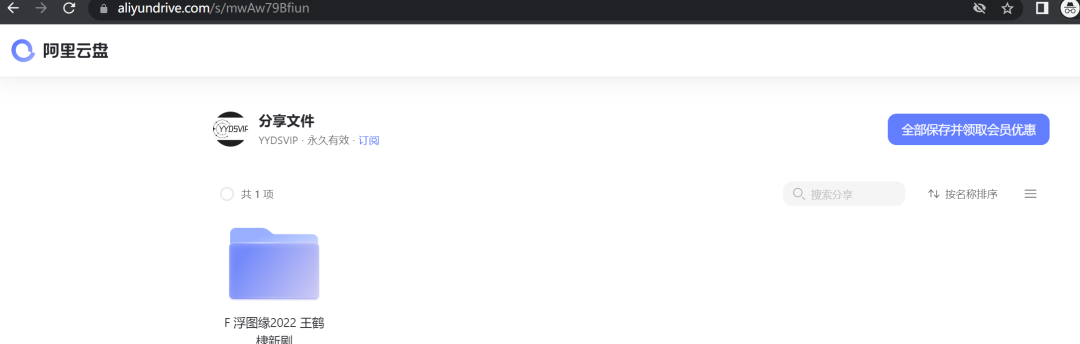 aliyundrive.com/s/mwAw79Bfiun
阿里云盘
YYDSVIP
分享文件
YYDSVIP · 永久有效 · 订阅
全部保存并领取会员优惠
共 1 项
搜索分享
按名称排序
F 浮图缘2022 王鹤
棣新剧